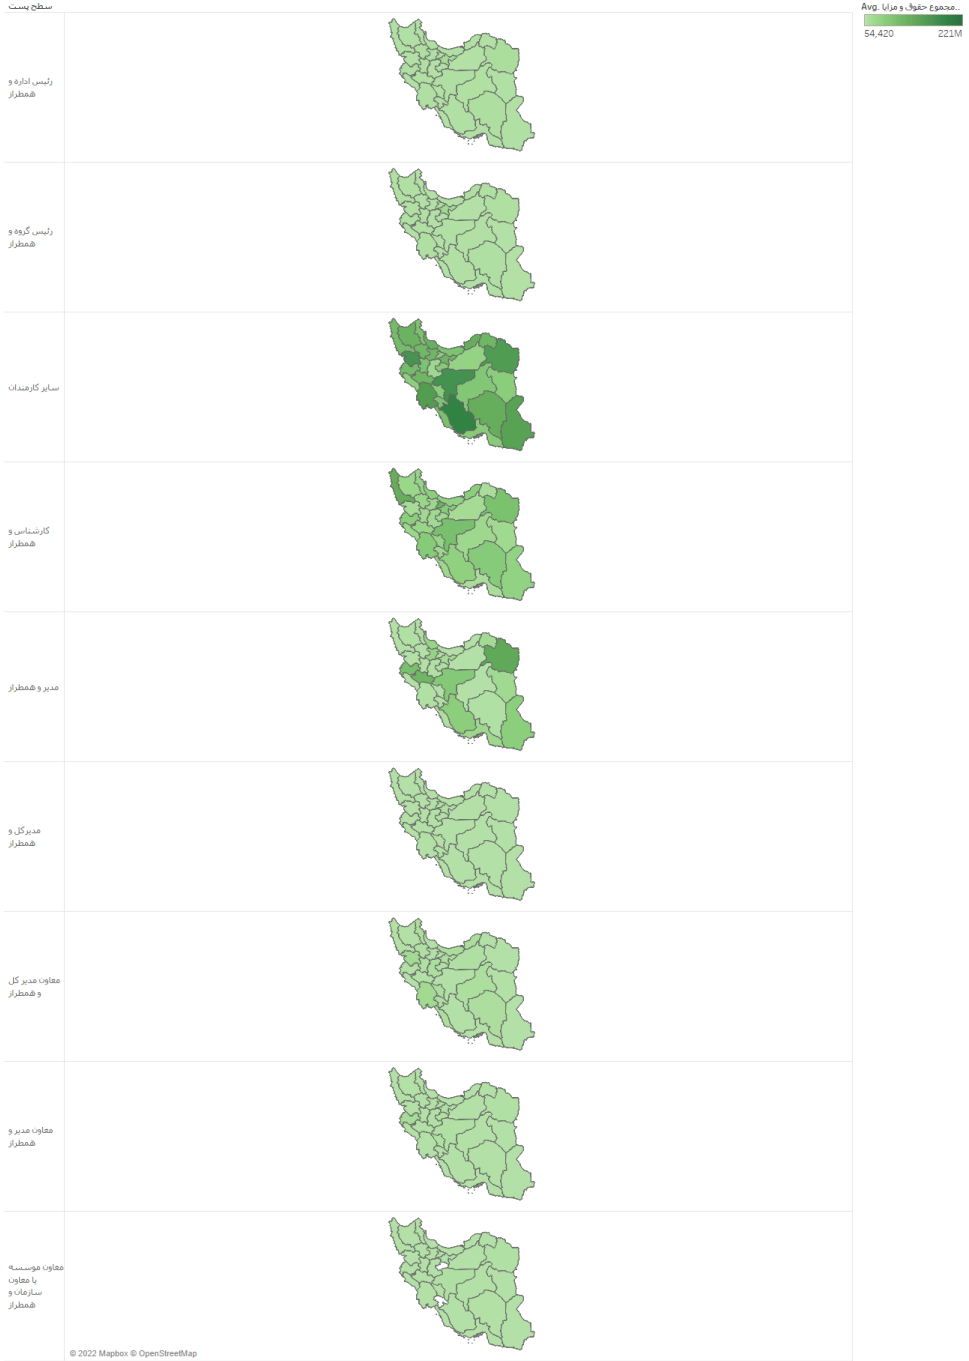 سطح پست
Avg. مجموع حقوق و مزایا..
54,420
221M
رئیس اداره و
همطراز
رئیس گروه و
همطراز
سایر کارمندان
کارشناس و
همطراز
مدیر و همطراز
مدیرکل و
همطراز
معاون مدیر کل
و همطراز
معاون مدیر و
همطراز
معاون موسسه
یا معاون
سازمان و
همطراز
© 2022 Mapbox © OpenStreetMap